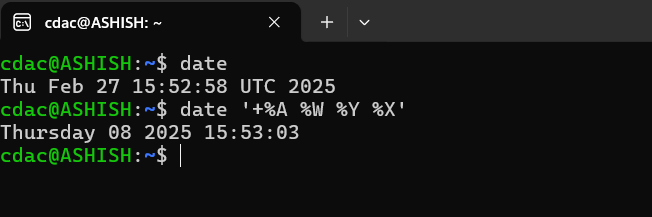 cdac@ASHISH: ~
cdac@ASHISH:~$ date
Thu Feb 27 15:52:58 UTC 2025
cdac@ASHISH:~$ date '+%A %W %Y %X'
Thursday 08 2025 15:53:03
cdac@ASHISH:~$